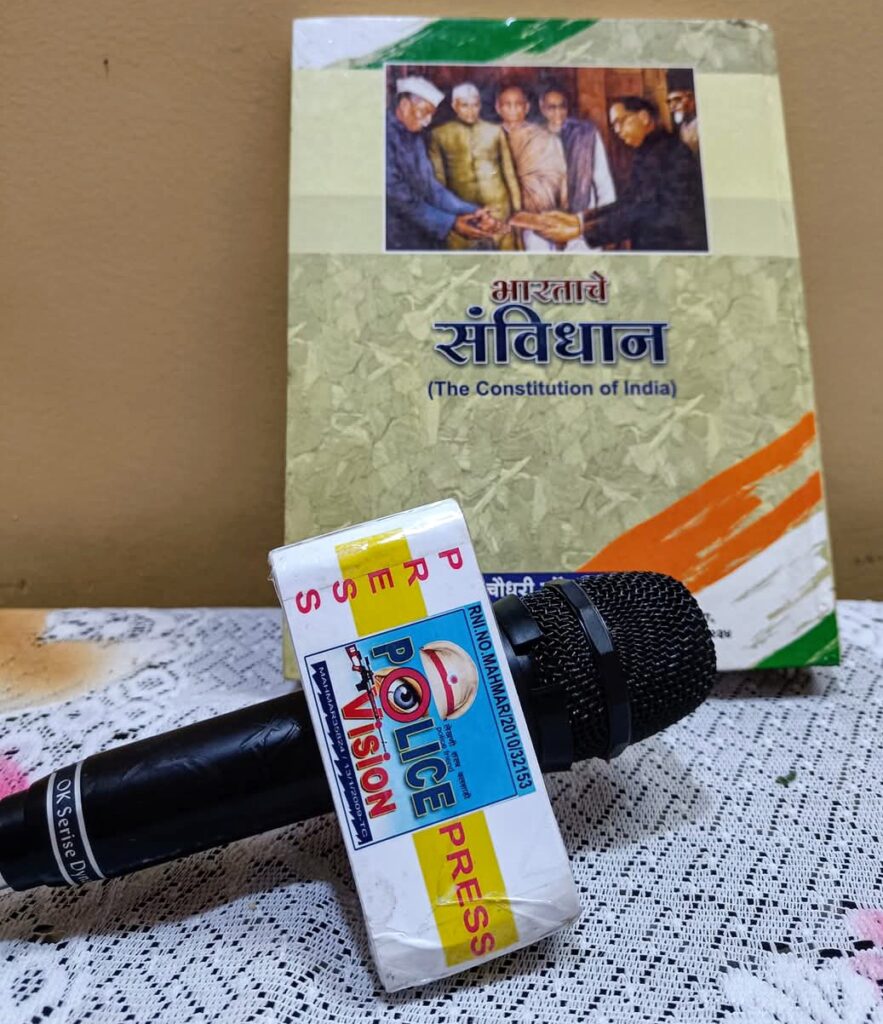 भारताचे
संविधान
(The Constitution of India)
चौधरी
PRESS
RNI.NO.MAHMAR/2010/32153
POLICE
VISION
PRESS
OK Serise